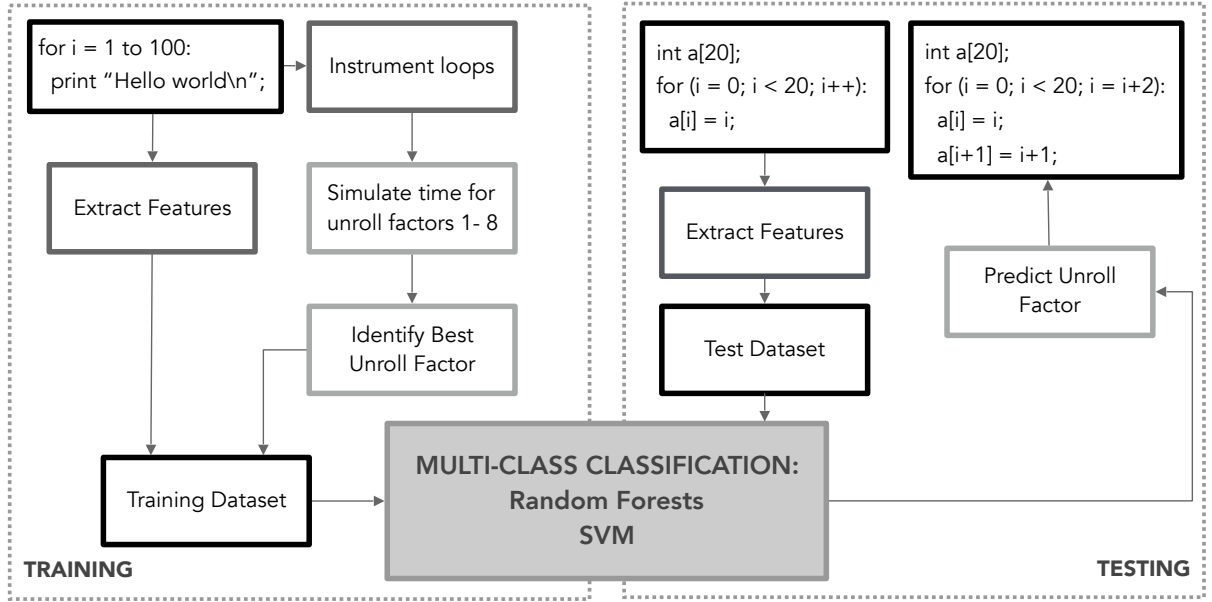 for i = 1 to 100:
print “Hello world\n”;
Instrument loops
Extract Features
Simulate time for
unroll factors 1- 8
Identify Best
Unroll Factor
Training Dataset
TRAINING
MULTI-CLASS CLASSIFICATION:
Random Forests
SVM
int a[20];
for (i = 0; i < 20; i++):
a[i] = i;
Extract Features
Test Dataset
int a[20];
for (i = 0; i < 20; i = i+2):
a[i] = i;
a[i+1] = i+1;
Predict Unroll
Factor
TESTING